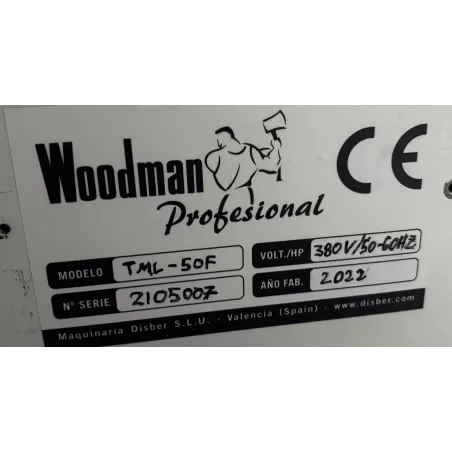 Woodman CE
Profesional
MODELO TML-50F VOLT./HP 380V/50-60HZ
Nº SERIE 2105007 AÑO FAB. 2022
Maquinaria Disber S.L.U. · Valencia (Spain) · www.disber.com